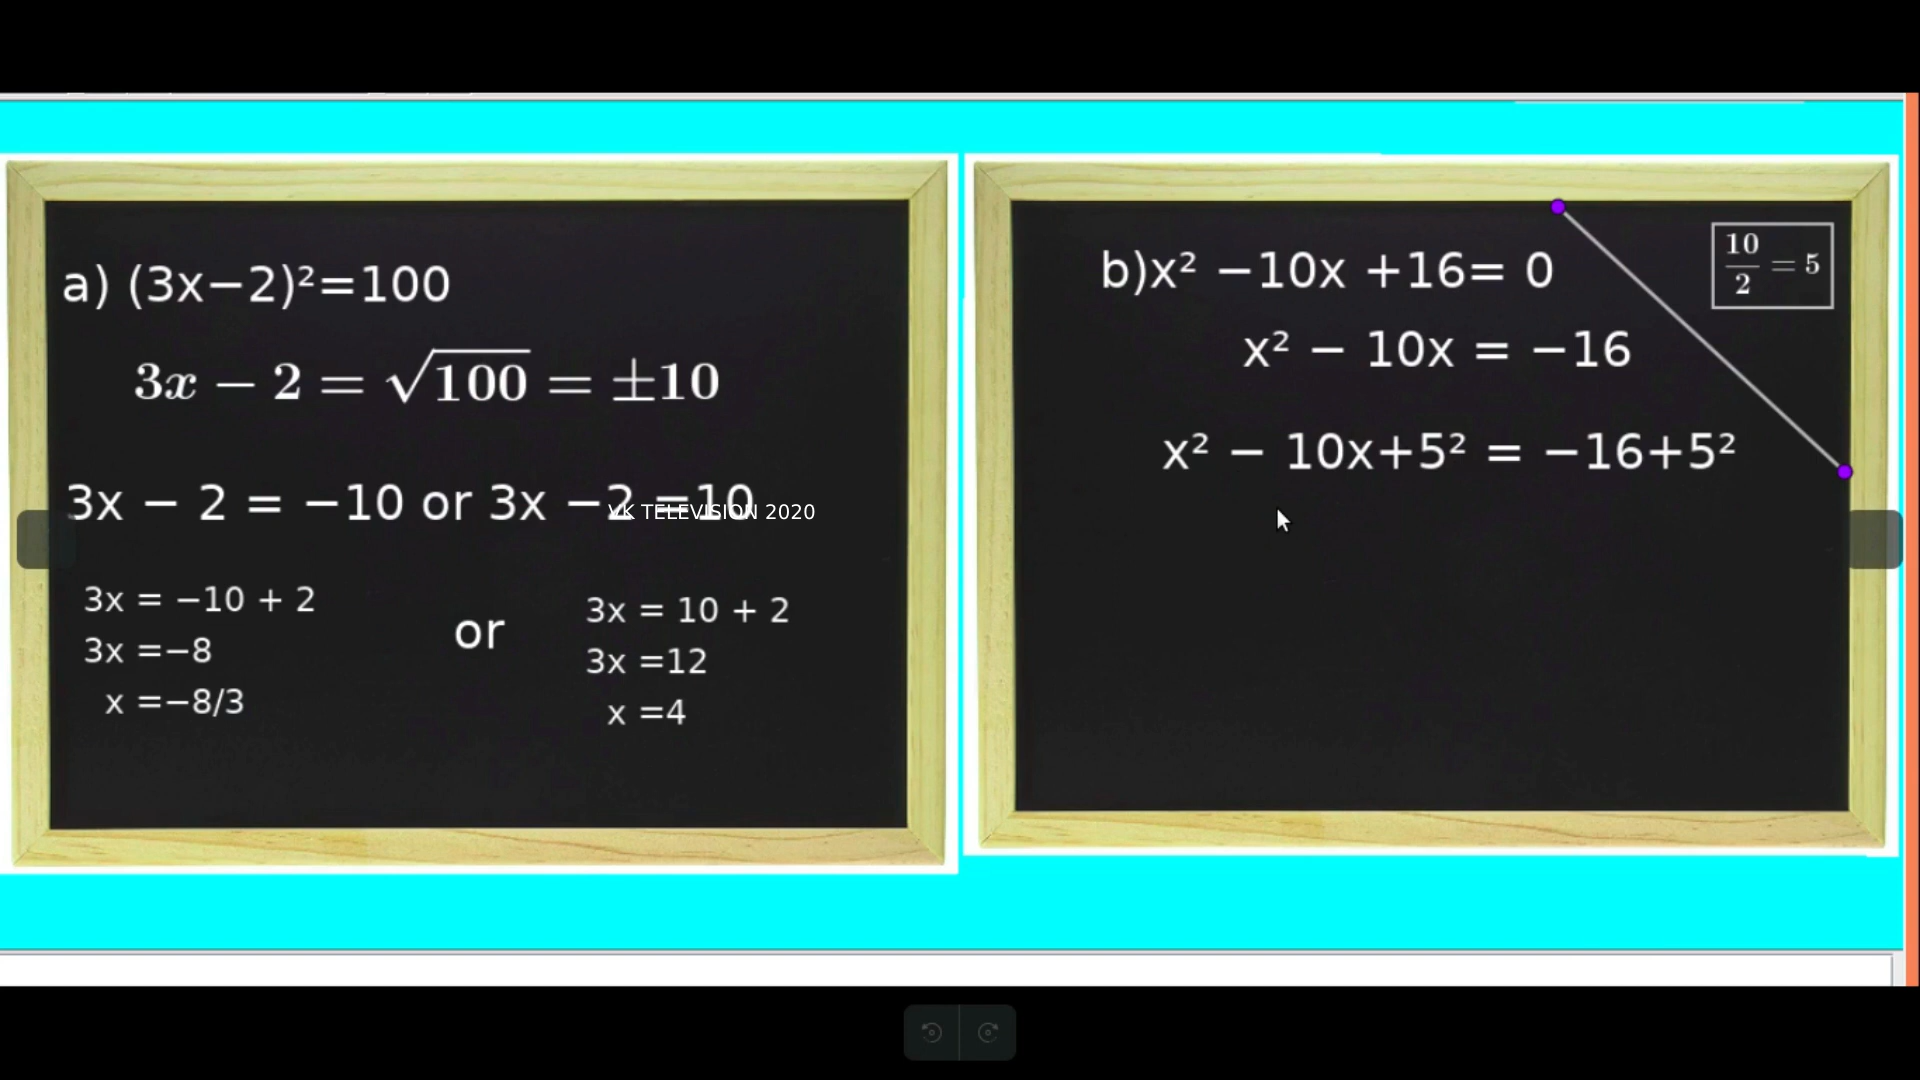 a) (3x−2)²=100
3x − 2 = √100 = ±10
3x − 2 = −10 or 3x −2 =10
VK TELEVISION 2020
3x = −10 + 2
3x =−8
x =−8/3
or
3x = 10 + 2
3x =12
x =4
b)x² −10x +16= 0
10/2 = 5
x² − 10x = −16
x² − 10x+5² = −16+5²